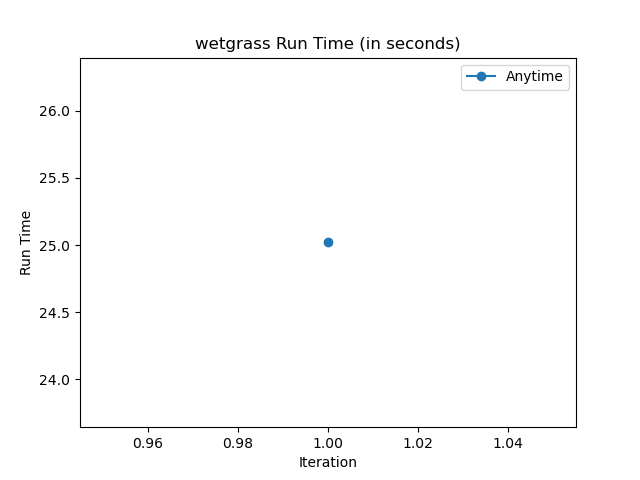 wetgrass Run Time (in seconds)
Anytime
26.0
25.5
25.0
24.5
24.0
Run Time
0.96 0.98 1.00 1.02 1.04
Iteration